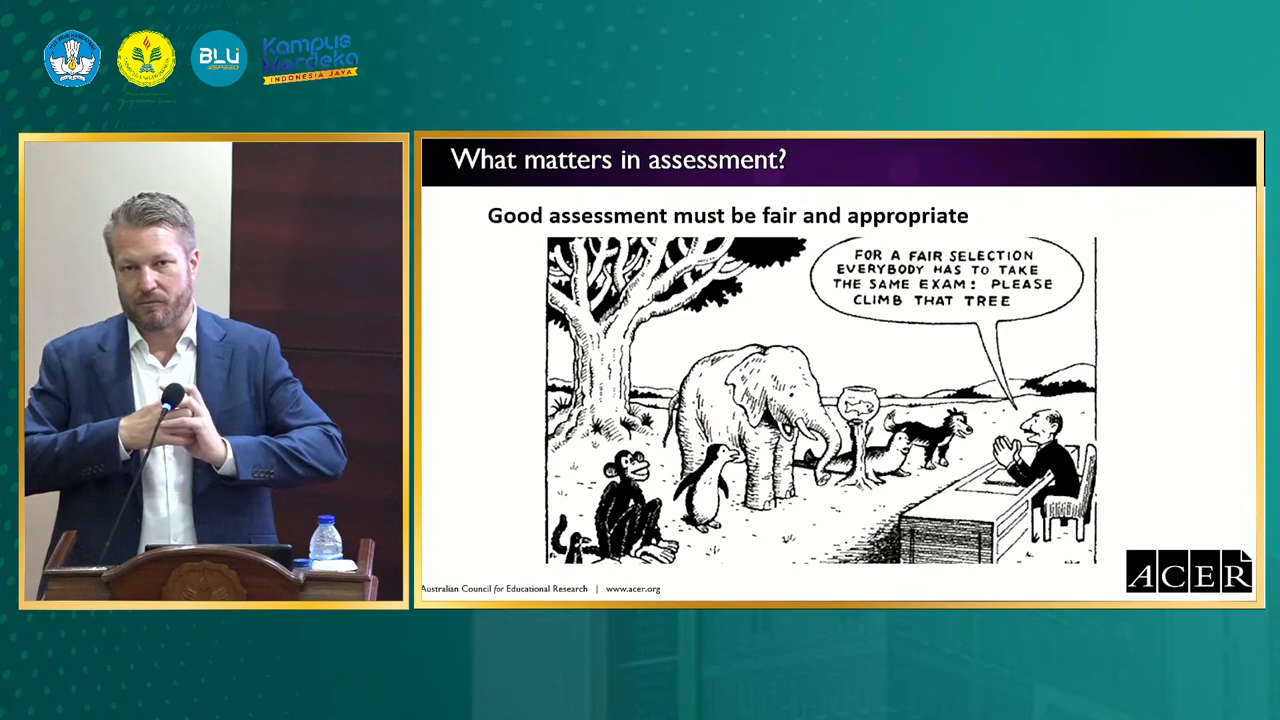 BLU
SPEED
Kampus
Merdeka
INDONESIA JAYA
What matters in assessment?
Good assessment must be fair and appropriate
FOR A FAIR SELECTION
EVERYBODY HAS TO TAKE
THE SAME EXAM: PLEASE
CLIMB THAT TREE
Australian Council for Educational Research | www.acer.org
ACER